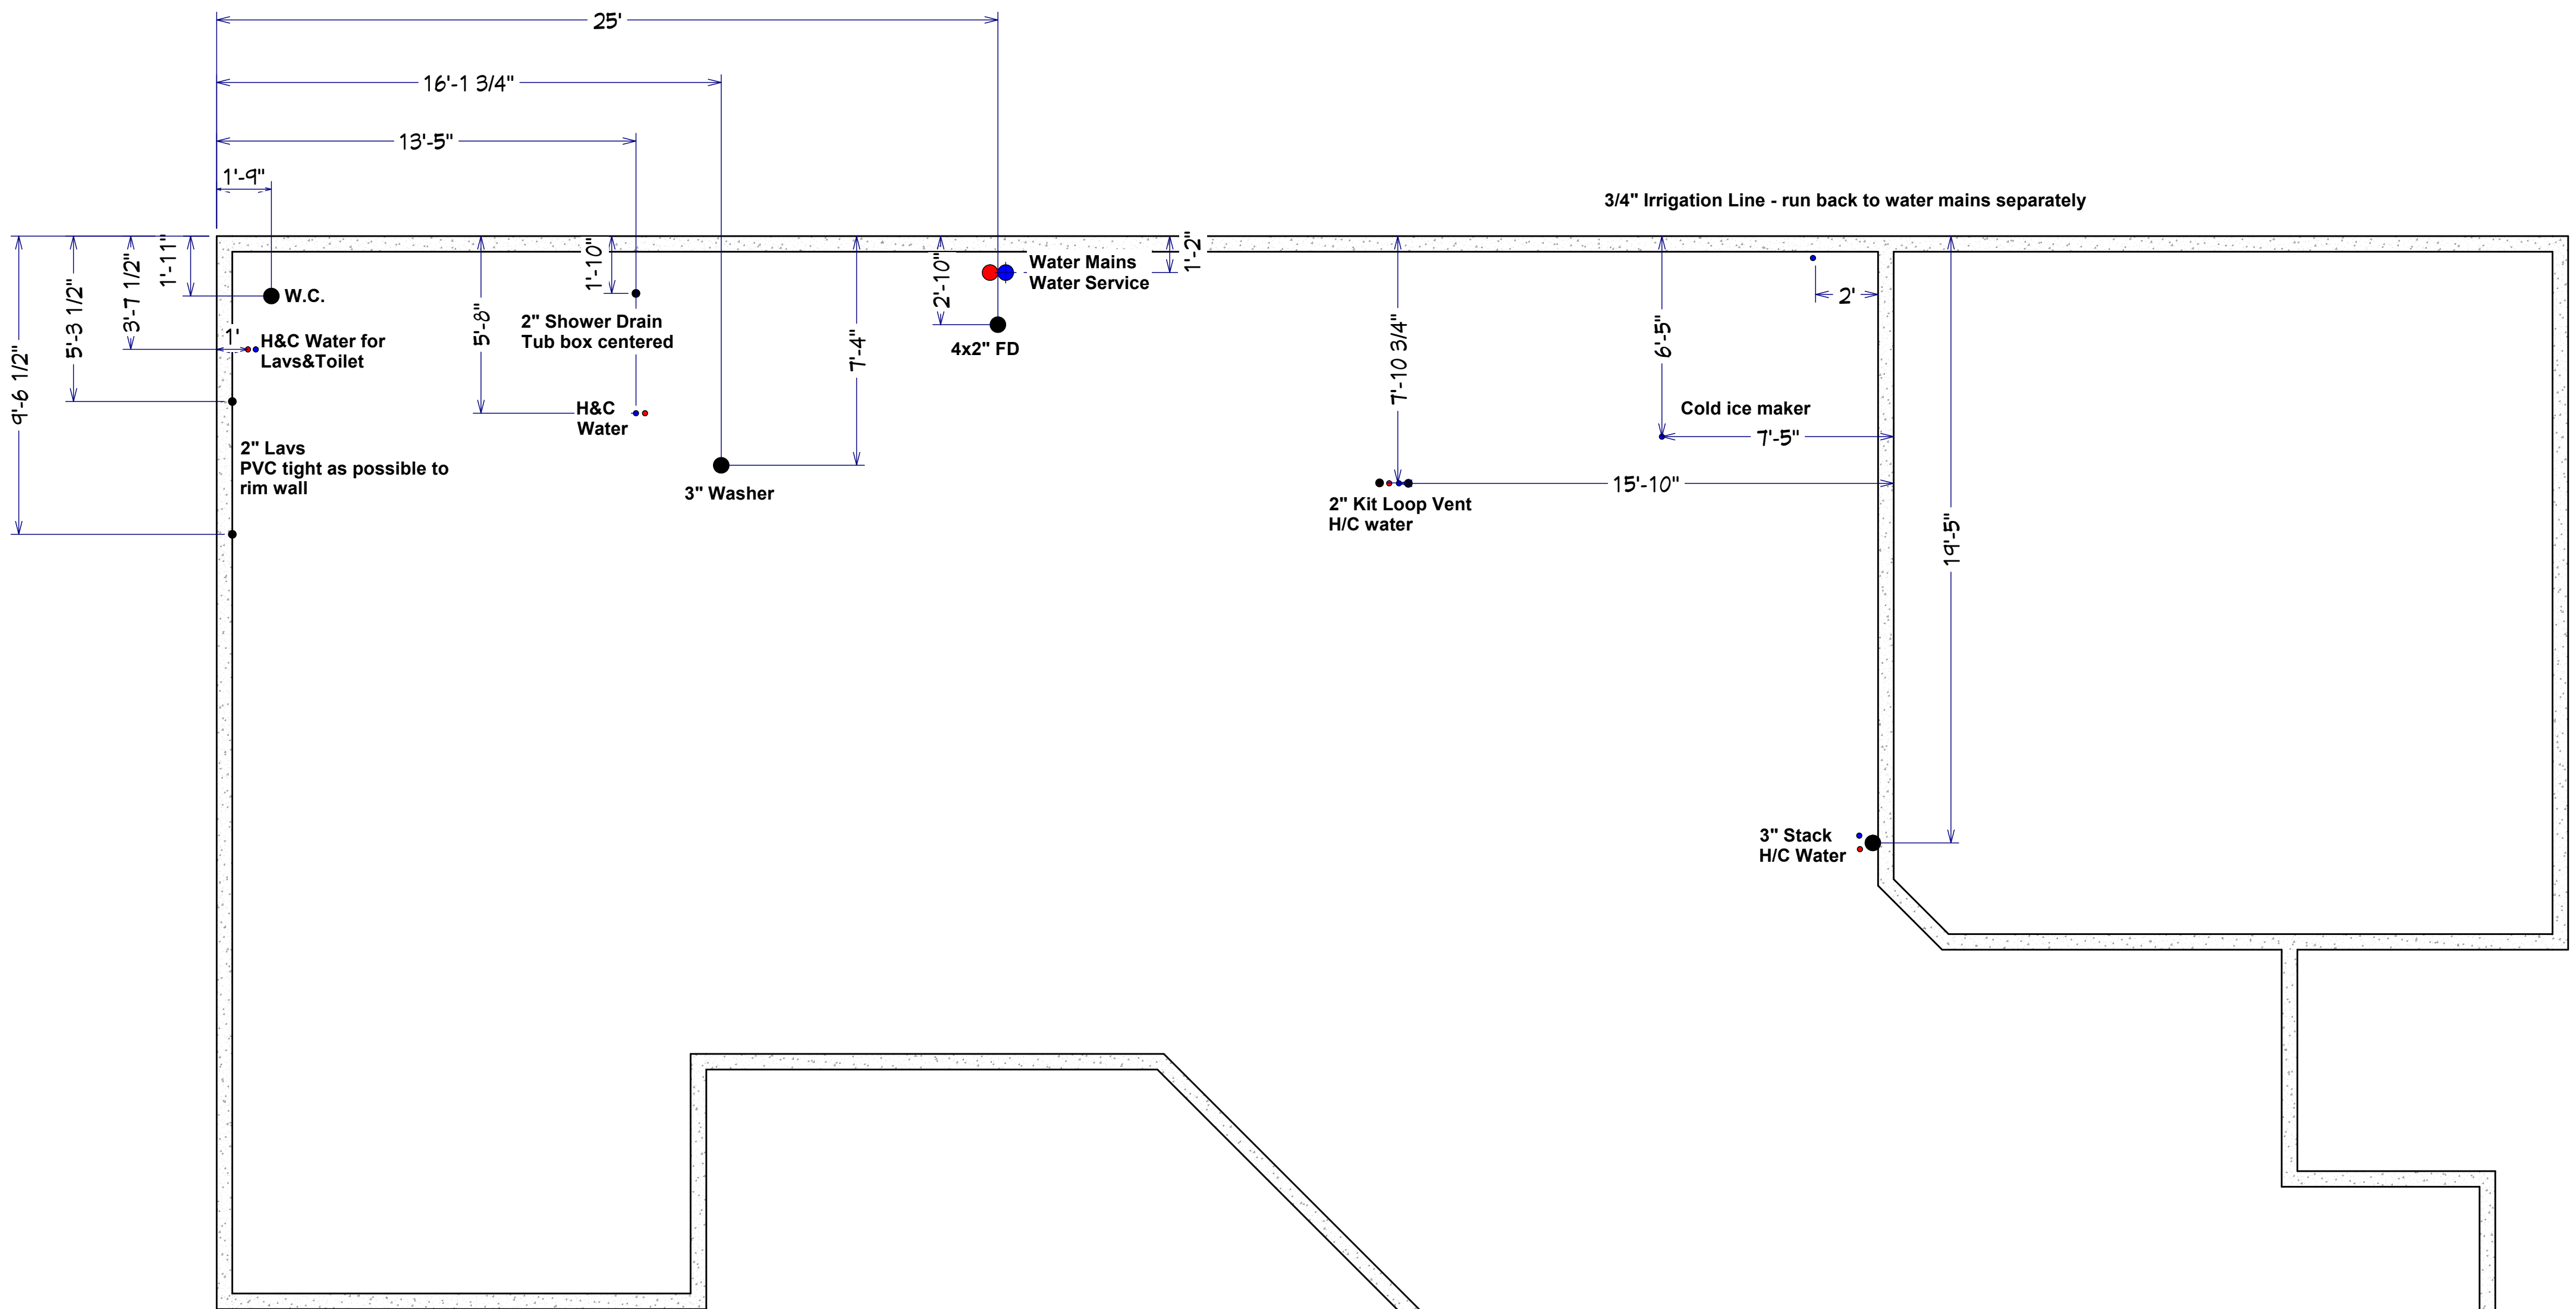 25'
16'-1 3/4"
13'-5"
1'-9"
3/4" Irrigation Line - run back to water mains separately
9'-6 1/2"
5'-3 1/2"
3'-7 1/2"
1'-11"
W.C.
1'
H&C Water for
Lavs&Toilet
2" Lavs
PVC tight as possible to
rim wall
5'-8"
1'-10"
2" Shower Drain
Tub box centered
H&C
Water
3" Washer
7'-4"
2'-10"
4x2" FD
Water Mains
Water Service
1'-2"
7'-10 3/4"
2" Kit Loop Vent
H/C water
15'-10"
6'-5"
Cold ice maker
7'-5"
2'
19'-5"
3" Stack
H/C Water